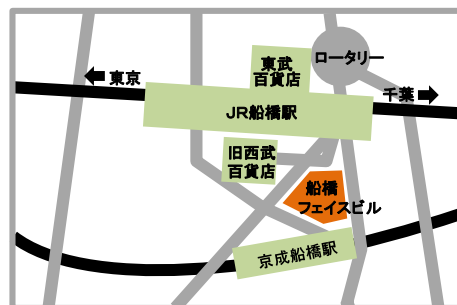 ロータリー
東武
百貨店
東京
千葉
JR船橋駅
旧西武
百貨店
船橋
フェイスビル
京成船橋駅